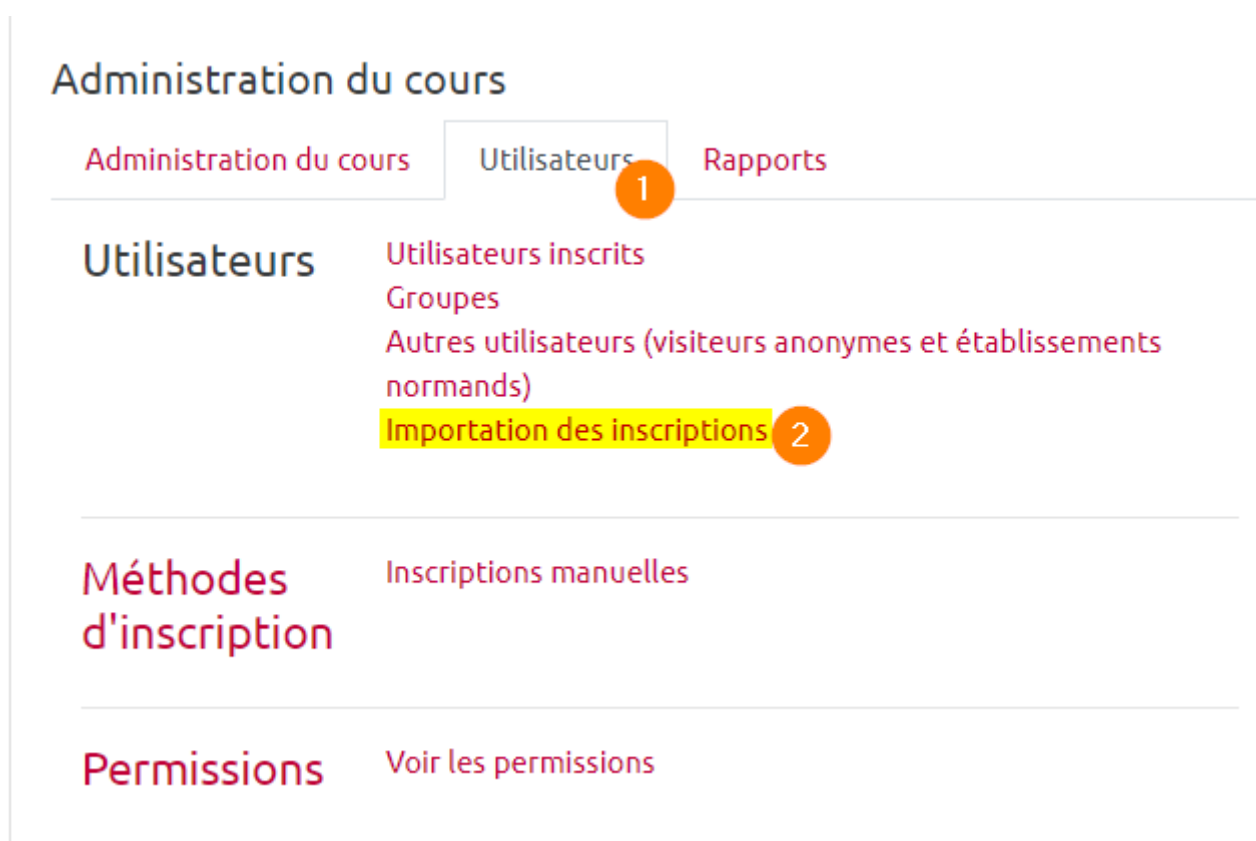 Administration du cours
Administration du cours Utilisateurs Rapports
1
Utilisateurs
Utilisateurs inscrits
Groupes
Autres utilisateurs (visiteurs anonymes et établissements
normands)
Importation des inscriptions 2
Méthodes
d'inscription
Inscriptions manuelles
Permissions
Voir les permissions